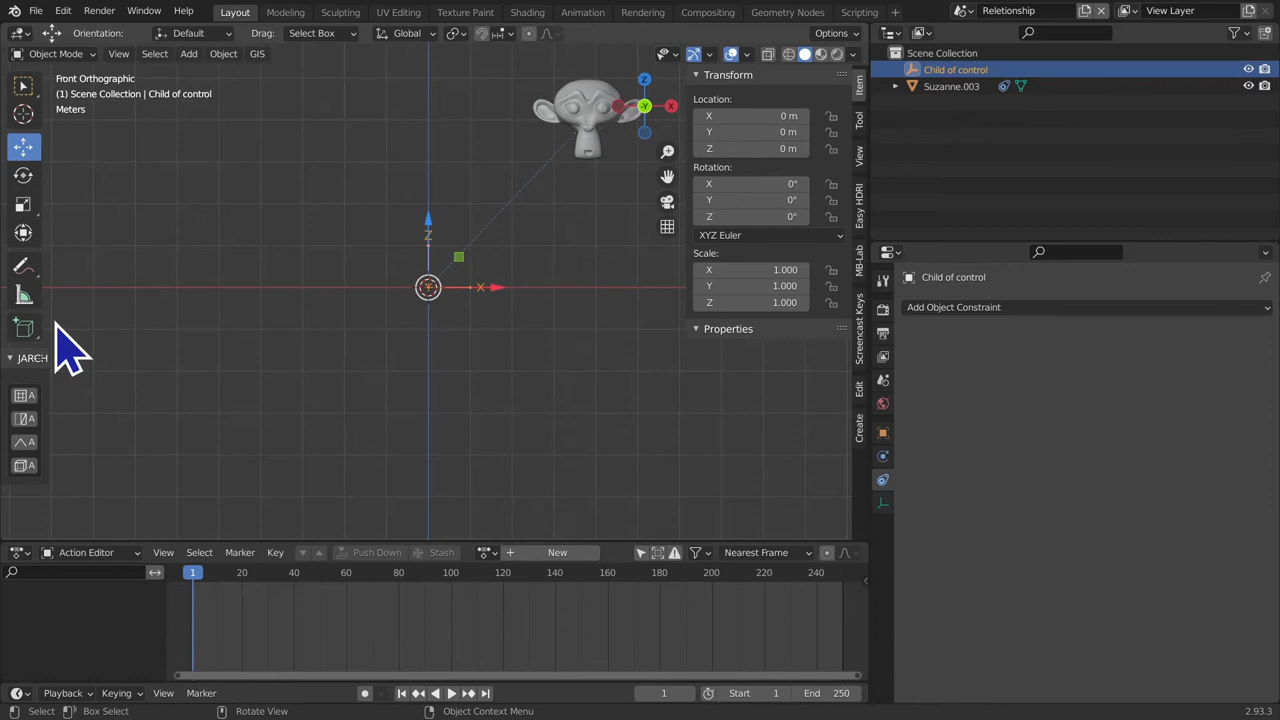 File Edit Render Window Help Layout Modeling Sculpting UV Editing Texture Paint Shading Animation Rendering Compositing Geometry Nodes Scripting + Relationship View Layer
Orientation: Default Drag: Select Box Global Options
Object Mode View Select Add Object GIS
Front Orthographic
(1) Scene Collection | Child of control
Meters
Z
X
Y
Z
X
-Y
JARCH
A
A
A
A
Transform
Location:
X 0 m
Y 0 m
Z 0 m
Rotation:
X 0°
Y 0°
Z 0°
XYZ Euler
Scale:
X 1.000
Y 1.000
Z 1.000
Properties
Item
Tool
View
Easy HDRI
MB-Lab
Screencast Keys
Edit
Create
Scene Collection
Child of control
Suzanne.003
Child of control
Add Object Constraint
Action Editor View Select Marker Key Push Down Stash + New Nearest Frame
1 20 40 60 80 100 120 140 160 180 200 220 240
Playback Keying View Marker 1 Start 1 End 250
Select Box Select Rotate View Object Context Menu 2.93.3